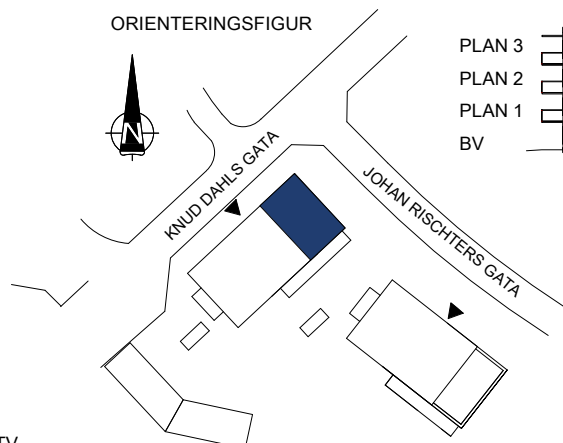 ORIENTERINGSFIGUR
N
KNUD DAHLS GATA
JOHAN RISCHTERS GATA
PLAN 3
PLAN 2
PLAN 1
BV